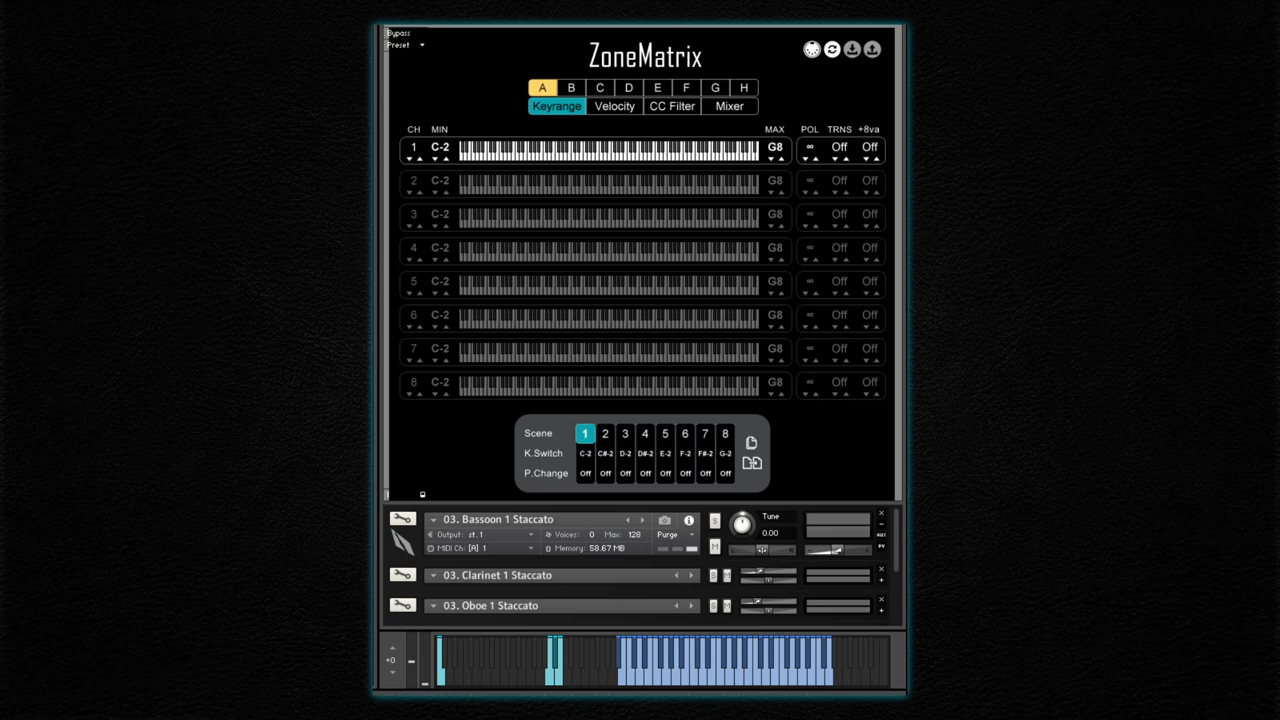 Bypass
Preset
ZoneMatrix
A B C D E F G H
Keyrange Velocity CC Filter Mixer
CH MIN MAX POL TRNS +8va
1 C-2 G8 ∞ Off Off
2 C-2 G8 ∞ Off Off
3 C-2 G8 ∞ Off Off
4 C-2 G8 ∞ Off Off
5 C-2 G8 ∞ Off Off
6 C-2 G8 ∞ Off Off
7 C-2 G8 ∞ Off Off
8 C-2 G8 ∞ Off Off
Scene 1 2 3 4 5 6 7 8
K.Switch C-2 C#-2 D-2 D#-2 E-2 F-2 F#-2 G-2
P.Change Off Off Off Off Off Off Off Off
03. Bassoon 1 Staccato S Tune
Output: st.1 Voices: 0 Max: 128 Purge 0.00 AUX
MIDI Ch: [A] 1 Memory: 58.67 MB M L R PV
03. Clarinet 1 Staccato S M
03. Oboe 1 Staccato S M
+0